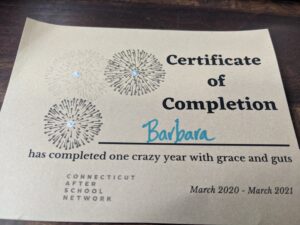 Certificate
of
Completion
Barbara
has completed one crazy year with grace and guts
CONNECTICUT
AFTER
SCHOOL
NETWORK
March 2020 - March 2021